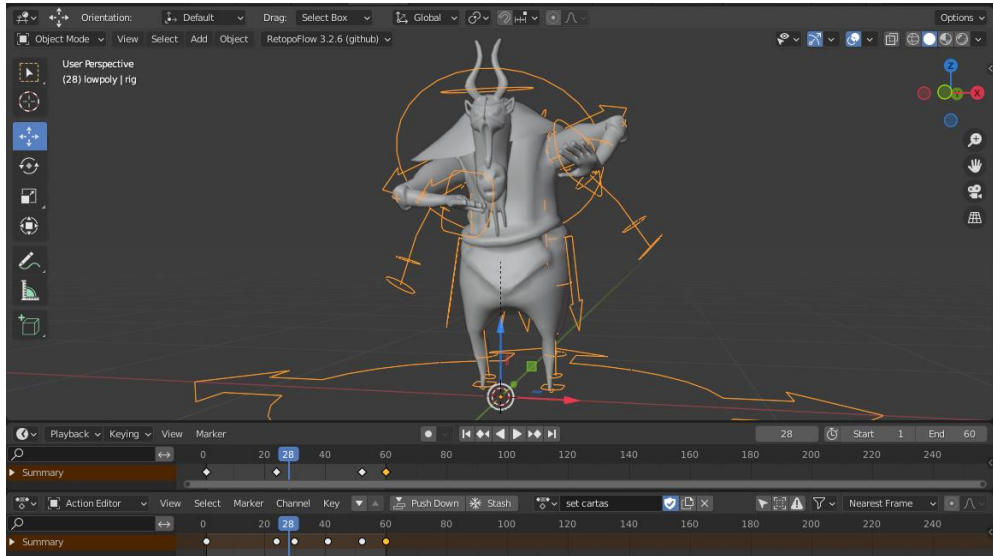 Orientation: Default Drag: Select Box Global Options
Object Mode View Select Add Object RetopoFlow 3.2.6 (github)
User Perspective
(28) lowpoly | rig
Z
Y
X
Playback Keying View Marker 28 Start 1 End 60
0 20 28 40 60 80 100 120 140 160 180 200 220 240
Summary
Action Editor View Select Marker Channel Key Push Down Stash set cartas Nearest Frame
0 20 28 40 60 80 100 120 140 160 180 200 220 240
Summary